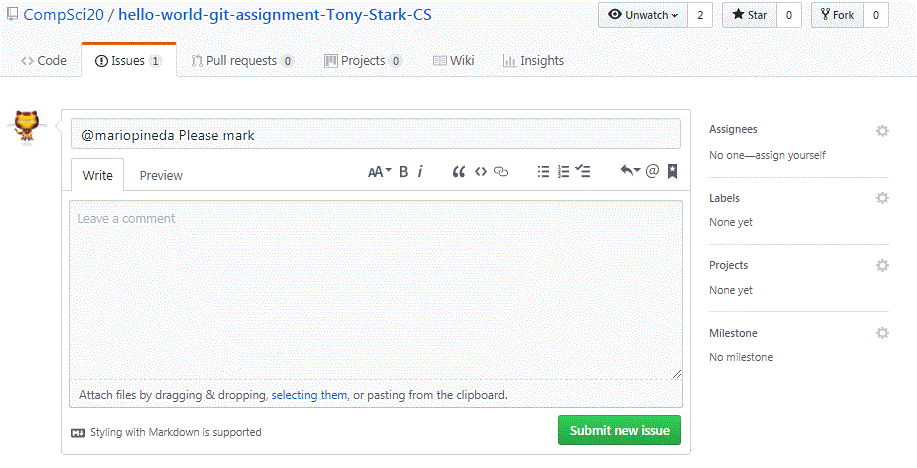 CompSci20 / hello-world-git-assignment-Tony-Stark-CS
Unwatch 2 Star 0 Fork 0
Code Issues 1 Pull requests 0 Projects 0 Wiki Insights
@mariopineda Please mark
Write Preview AA B i @
Leave a comment
Attach files by dragging & dropping, selecting them, or pasting from the clipboard.
Styling with Markdown is supported
Submit new issue
Assignees
No one—assign yourself
Labels
None yet
Projects
None yet
Milestone
No milestone